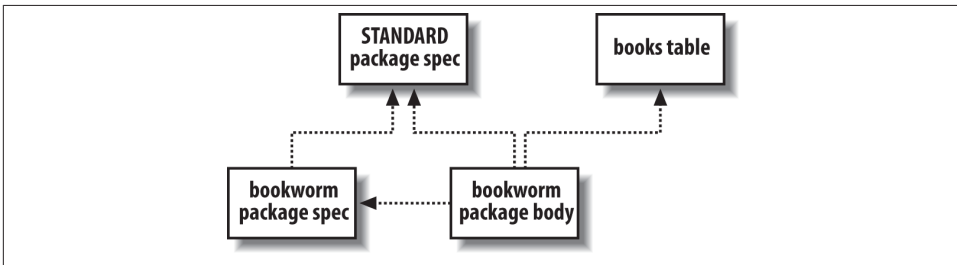 STANDARD
package spec
books table
bookworm
package spec
bookworm
package body